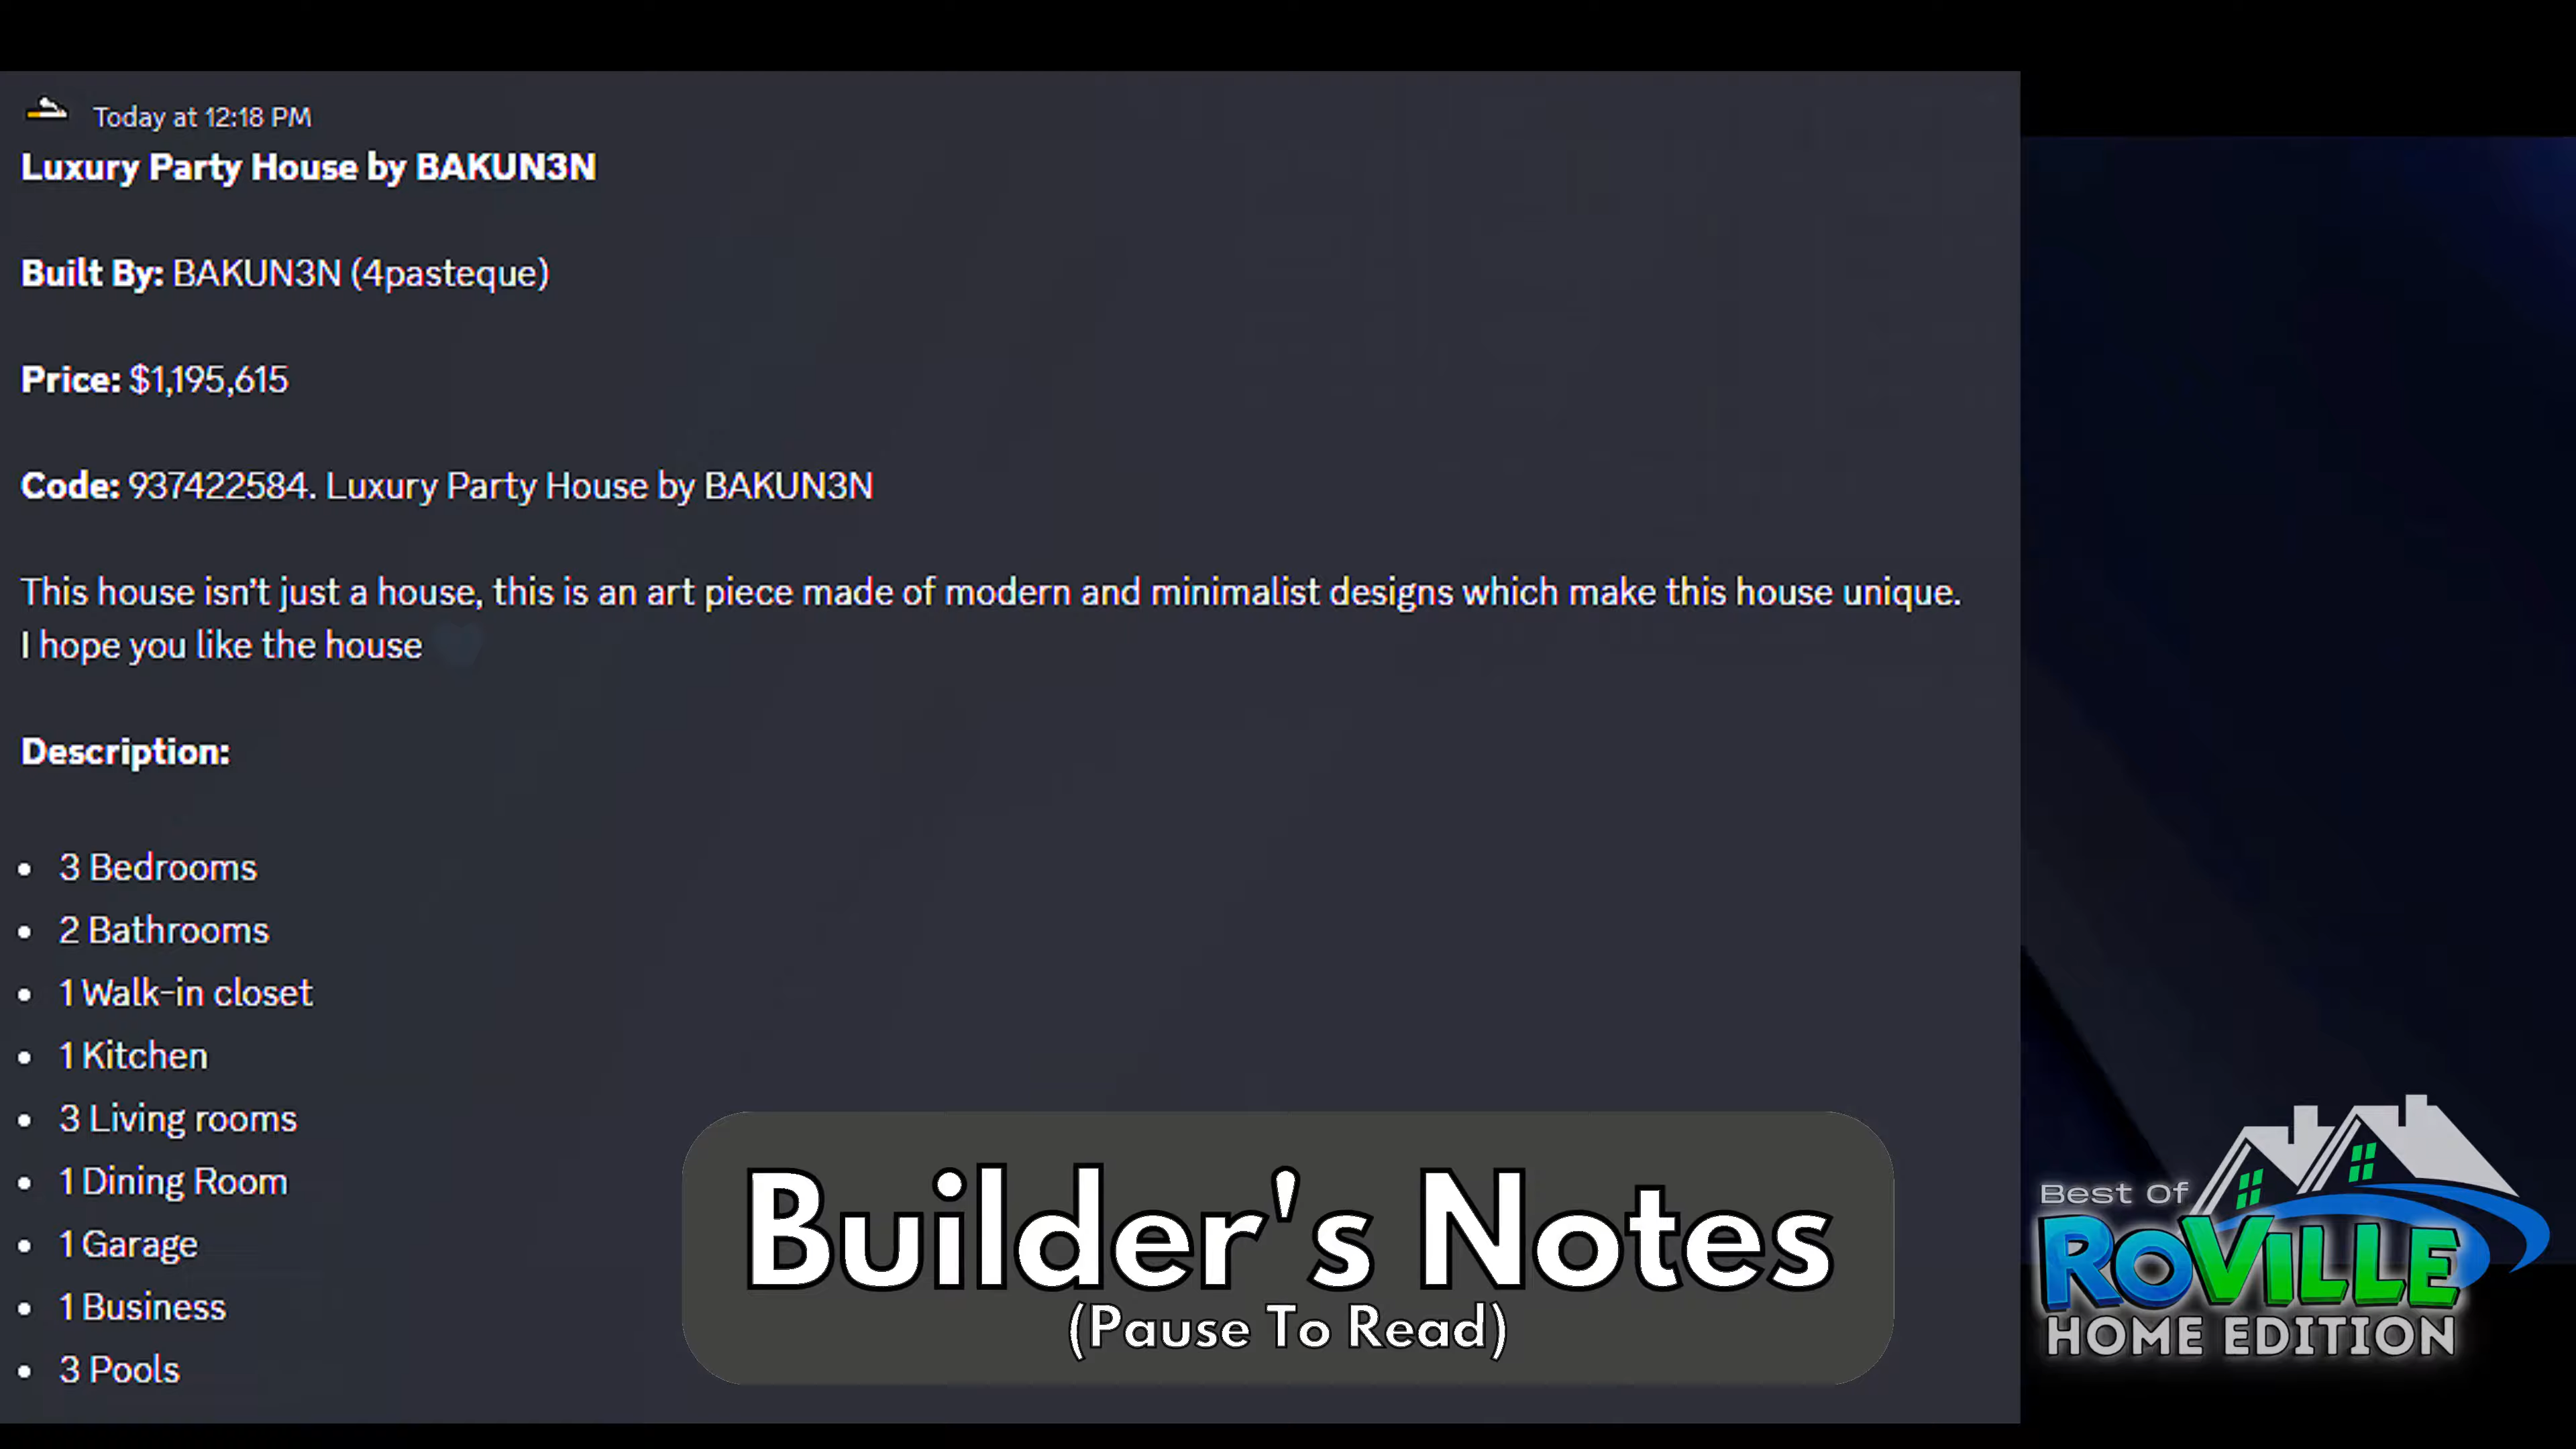 Today at 12:18 PM
Luxury Party House by BAKUN3N
Built By: BAKUN3N (4pasteque)
Price: $1,195,615
Code: 937422584. Luxury Party House by BAKUN3N
This house isn't just a house, this is an art piece made of modern and minimalist designs which make this house unique.
I hope you like the house
Description:
• 3 Bedrooms
• 2 Bathrooms
• 1 Walk-in closet
• 1 Kitchen
• 3 Living rooms
• 1 Dining Room
• 1 Garage
• 1 Business
• 3 Pools
Builder's Notes
(Pause To Read)
Best Of
ROVILLE
HOME EDITION